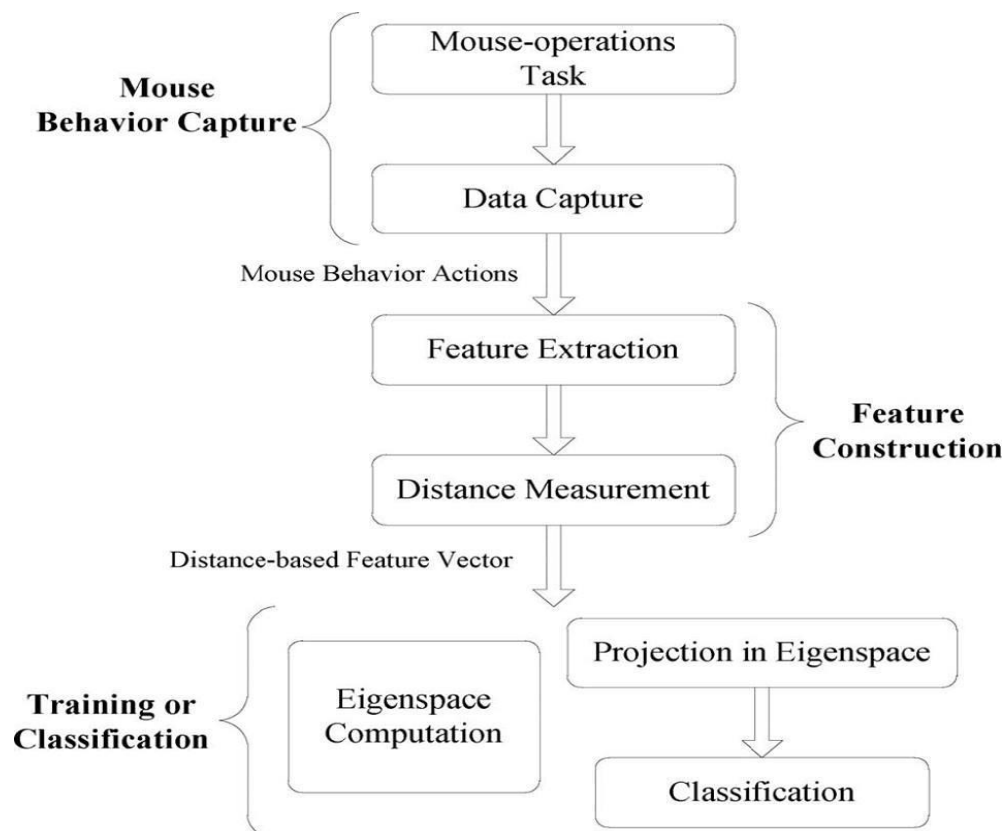 Mouse-operations
Task
Mouse
Behavior Capture
Data Capture
Mouse Behavior Actions
Feature Extraction
Feature
Construction
Distance Measurement
Distance-based Feature Vector
Projection in Eigenspace
Eigenspace
Computation
Training or
Classification
Classification